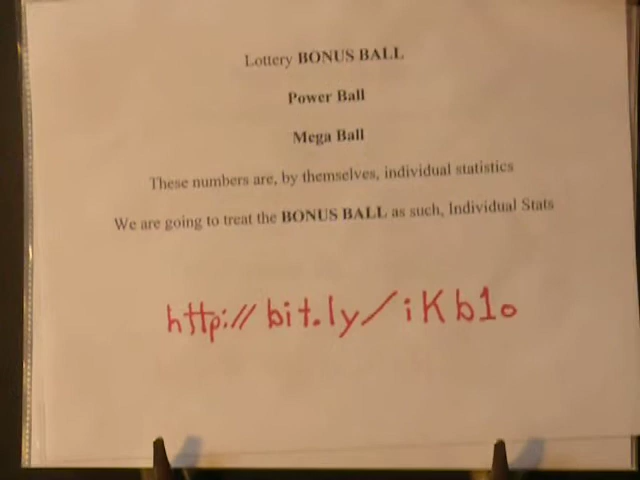 Lottery BONUS BALL
Power Ball
Mega Ball
These numbers are, by themselves, individual statistics
We are going to treat the BONUS BALL as such, Individual Stats
http://bit.ly/iKb1o